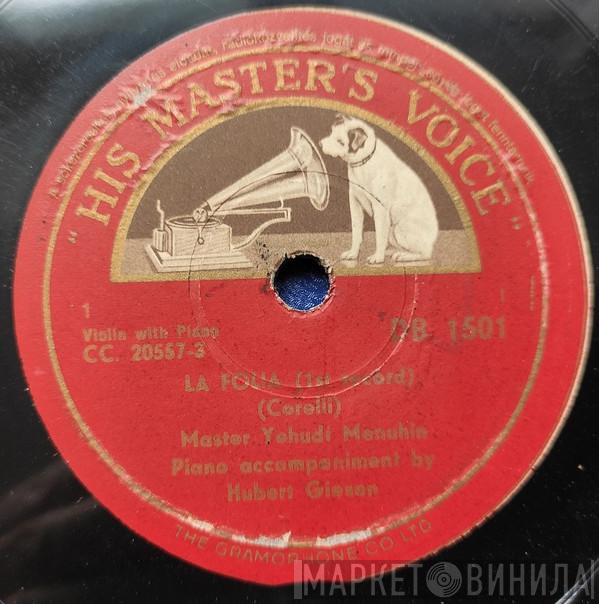 A
"HIS MASTER'S VOICE"
1
1
Violin with Piano
CC. 20557-3
DB 1501
LA FOLIA (1st record)
(Corelli)
Master Yehudi Menuhin
Piano accompaniment by
Hubert Giesen
THE GRAMOPHONE CO LTD
МАРКЕТ ВИНИЛА